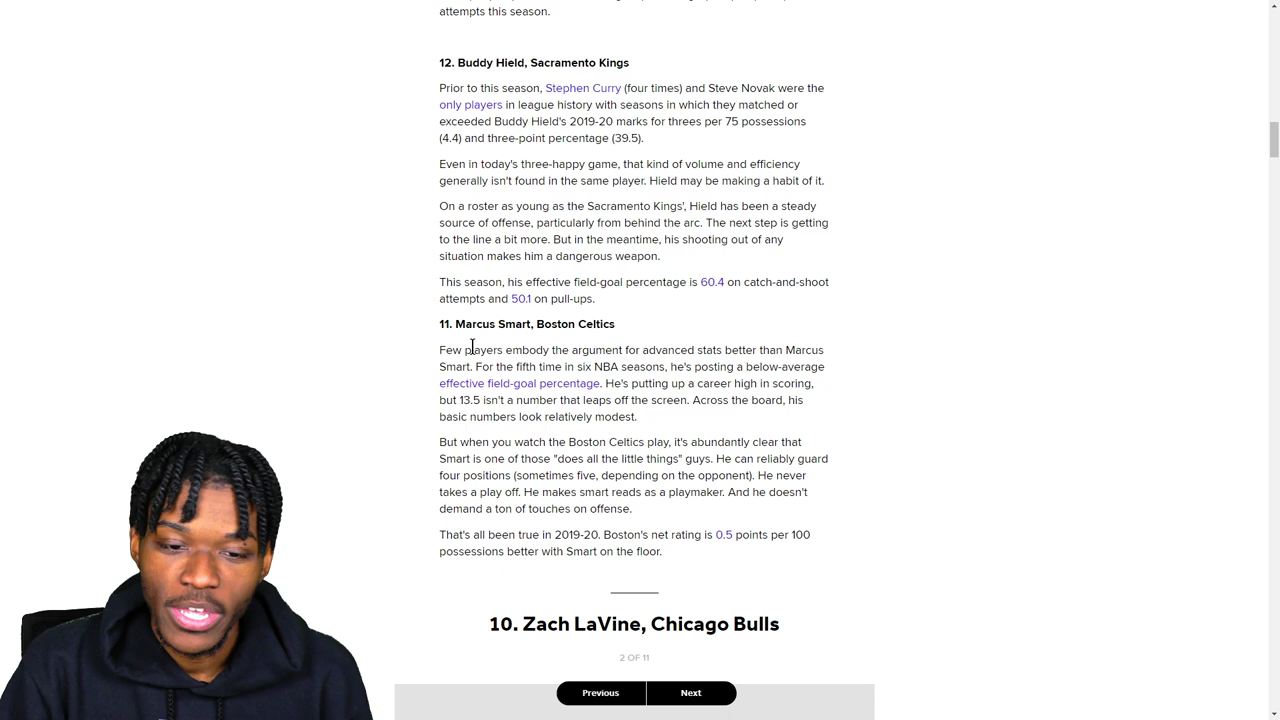 attempts this season.
12. Buddy Hield, Sacramento Kings
Prior to this season, Stephen Curry (four times) and Steve Novak were the
only players in league history with seasons in which they matched or
exceeded Buddy Hield's 2019-20 marks for threes per 75 possessions
(4.4) and three-point percentage (39.5).
Even in today's three-happy game, that kind of volume and efficiency
generally isn't found in the same player. Hield may be making a habit of it.
On a roster as young as the Sacramento Kings', Hield has been a steady
source of offense, particularly from behind the arc. The next step is getting
to the line a bit more. But in the meantime, his shooting out of any
situation makes him a dangerous weapon.
This season, his effective field-goal percentage is 60.4 on catch-and-shoot
attempts and 50.1 on pull-ups.
11. Marcus Smart, Boston Celtics
Few players embody the argument for advanced stats better than Marcus
Smart. For the fifth time in six NBA seasons, he's posting a below-average
effective field-goal percentage. He's putting up a career high in scoring,
but 13.5 isn't a number that leaps off the screen. Across the board, his
basic numbers look relatively modest.
But when you watch the Boston Celtics play, it's abundantly clear that
Smart is one of those "does all the little things" guys. He can reliably guard
four positions (sometimes five, depending on the opponent). He never
takes a play off. He makes smart reads as a playmaker. And he doesn't
demand a ton of touches on offense.
That's all been true in 2019-20. Boston's net rating is 0.5 points per 100
possessions better with Smart on the floor.
10. Zach LaVine, Chicago Bulls
2 OF 11
Previous
Next